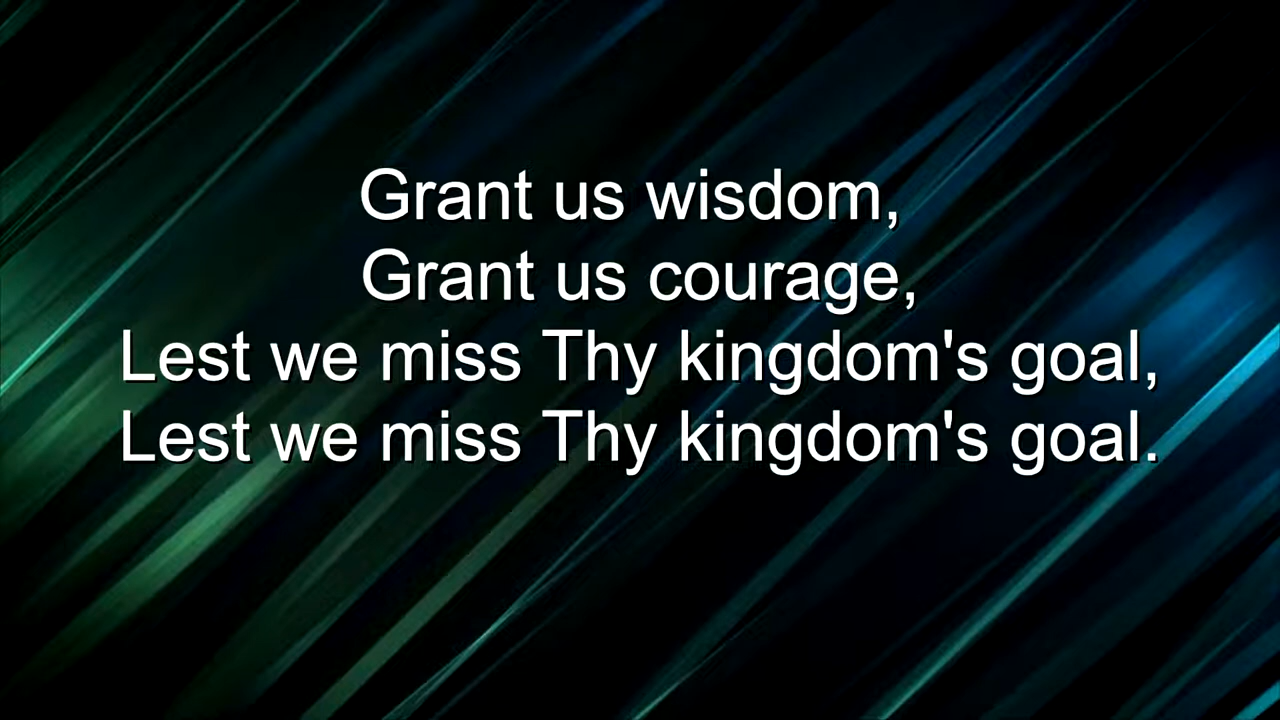 Grant us wisdom,
Grant us courage,
Lest we miss Thy kingdom's goal,
Lest we miss Thy kingdom's goal.